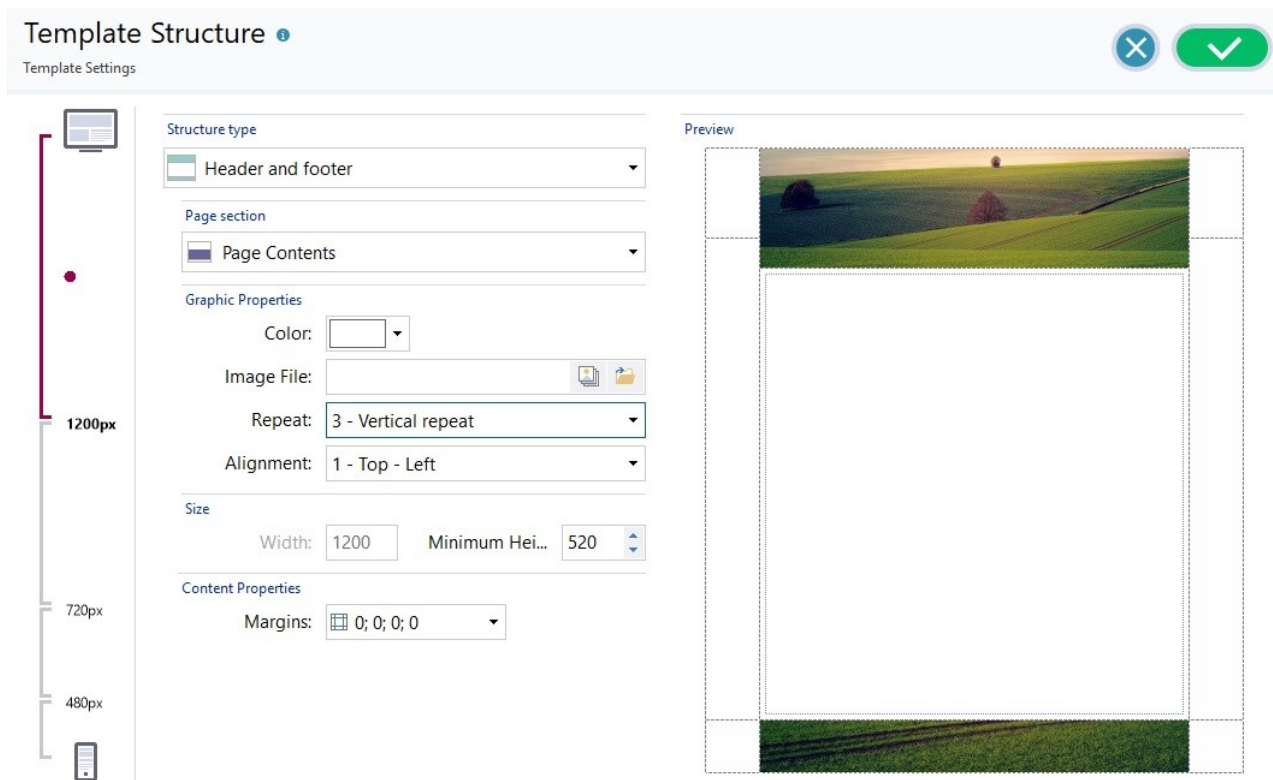 Template Structure
Template Settings
Structure type
Header and footer
Page section
Page Contents
Graphic Properties
Color:
Image File:
Repeat: 3 - Vertical repeat
Alignment: 1 - Top - Left
Size
Width: 1200 Minimum Hei... 520
Content Properties
Margins: 0; 0; 0; 0
Preview
1200px
720px
480px